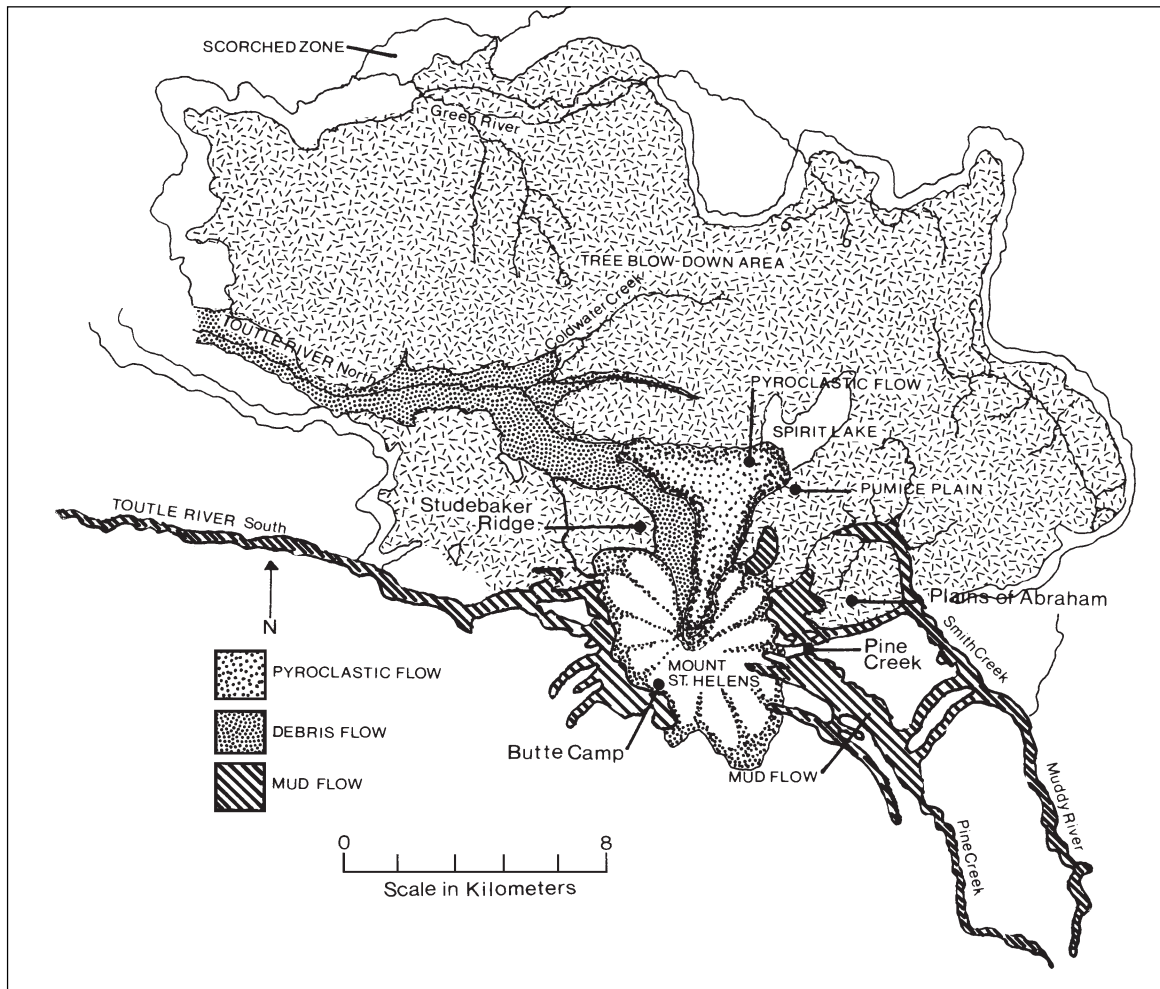 SCORCHED ZONE
Green River
TREE BLOW-DOWN AREA
Coldwater Creek
TOUTLE RIVER North
PYROCLASTIC FLOW
SPIRIT LAKE
PUMICE PLAIN
Studebaker
Ridge
TOUTLE RIVER South
N
Plains of Abraham
Smith Creek
Pine
Creek
MOUNT
ST. HELENS
PYROCLASTIC FLOW
DEBRIS FLOW
MUD FLOW
Butte Camp
MUD FLOW
Muddy River
Pine Creek
0 8
Scale in Kilometers